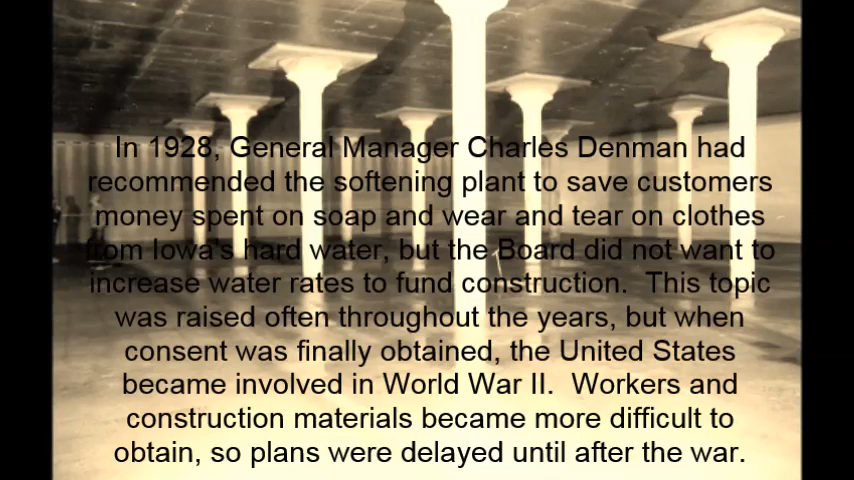 In 1928, General Manager Charles Denman had
recommended the softening plant to save customers
money spent on soap and wear and tear on clothes
from Iowa's hard water, but the Board did not want to
increase water rates to fund construction.  This topic
was raised often throughout the years, but when
consent was finally obtained, the United States
became involved in World War II.  Workers and
construction materials became more difficult to
obtain, so plans were delayed until after the war.